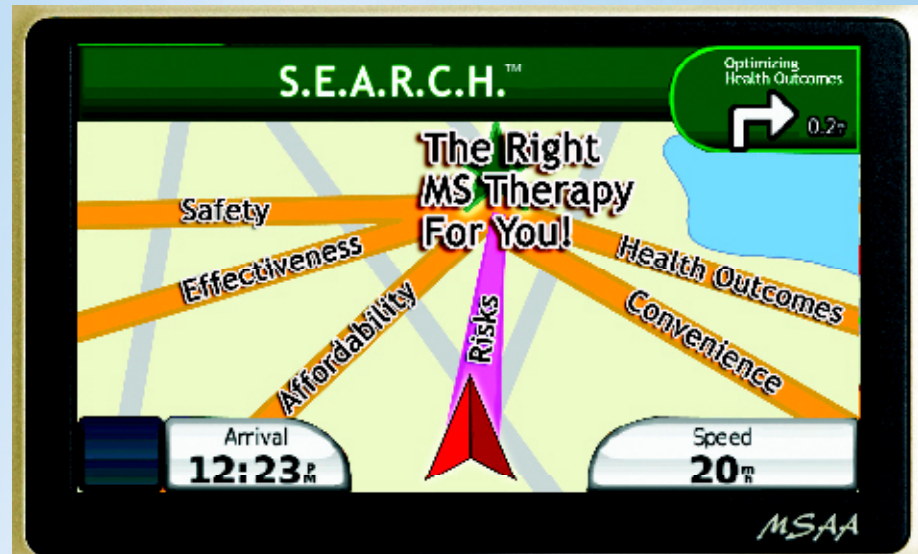 S.E.A.R.C.H.™
Optimizing
Health Outcomes
0.2
The Right
MS Therapy
For You!
Safety
Effectiveness
Affordability
Risks
Health Outcomes
Convenience
Arrival
12:23 PM
Speed
20
MSAA